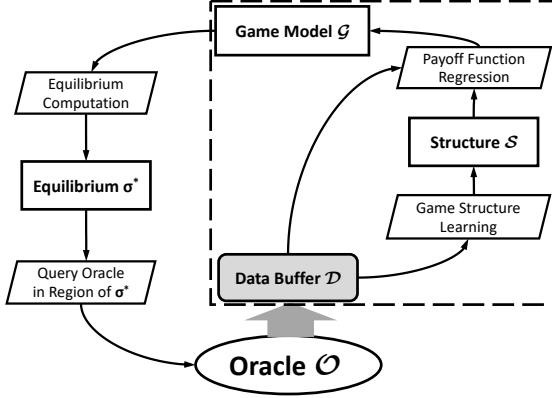 Game Model 𝒢
Equilibrium
Computation
Payoff Function
Regression
Equilibrium σ*
Structure 𝒮
Game Structure
Learning
Query Oracle
in Region of σ*
Data Buffer 𝒟
Oracle 𝒪